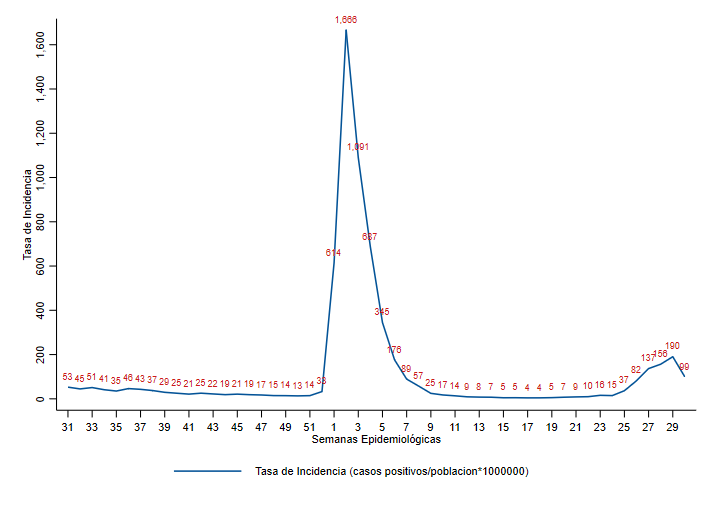 1,666
1,600
1,400
1,200
1,091
1,000
800
687
614
600
400
345
200
0
Tasa de Incidencia
53 45 51 41 35 46 43 37 29 25 21 25 22 19 21 19 17 15 14 13 14 33
176 89 57 25 17 14 9 8 7 5 5 4 4 5 7 9 10 16 15 37 82 137 156 190 99
31 33 35 37 39 41 43 45 47 49 51 1 3 5 7 9 11 13 15 17 19 21 23 25 27 29
Semanas Epidemiológicas
Tasa de Incidencia (casos positivos/poblacion*1000000)